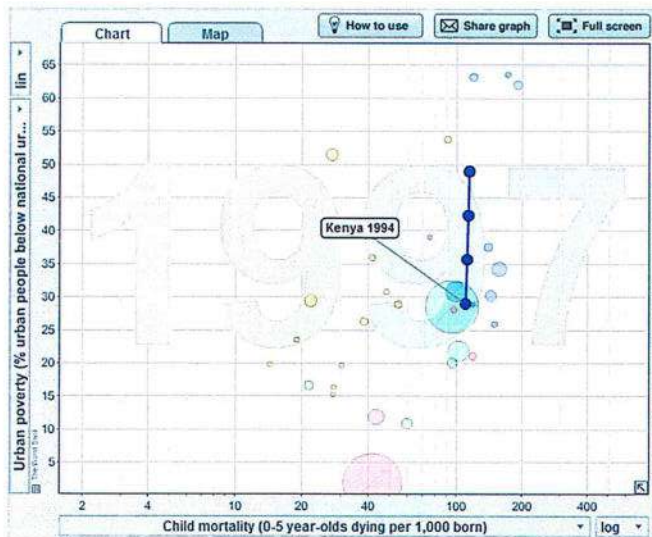 How to use
Share graph
Full screen
Chart
Map
lin
Urban poverty (% urban people below national ur...
65
60
55
50
45
40
35
30
25
20
15
10
5
1997
Kenya 1994
2 4 10 20 40 100 200 400
Child mortality (0-5 year-olds dying per 1,000 born)
log